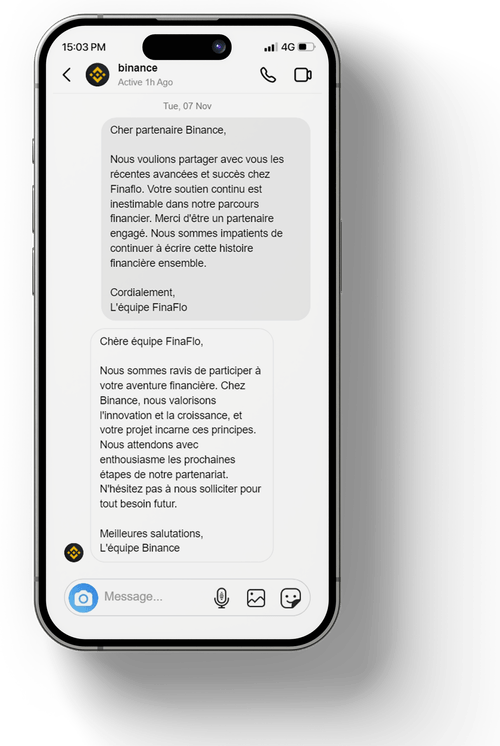 15:03 PM
4G
binance
Active 1h Ago
Tue, 07 Nov
Cher partenaire Binance,
Nous voulions partager avec vous les
récentes avancées et succès chez
Finaflo. Votre soutien continu est
inestimable dans notre parcours
financier. Merci d'être un partenaire
engagé. Nous sommes impatients de
continuer à écrire cette histoire
financière ensemble.
Cordialement,
L'équipe FinaFlo
Chère équipe FinaFlo,
Nous sommes ravis de participer à
votre aventure financière. Chez
Binance, nous valorisons
l'innovation et la croissance, et
votre projet incarne ces principes.
Nous attendons avec
enthousiasme les prochaines
étapes de notre partenariat.
N'hésitez pas à nous solliciter pour
tout besoin futur.
Meilleures salutations,
L'équipe Binance
Message...